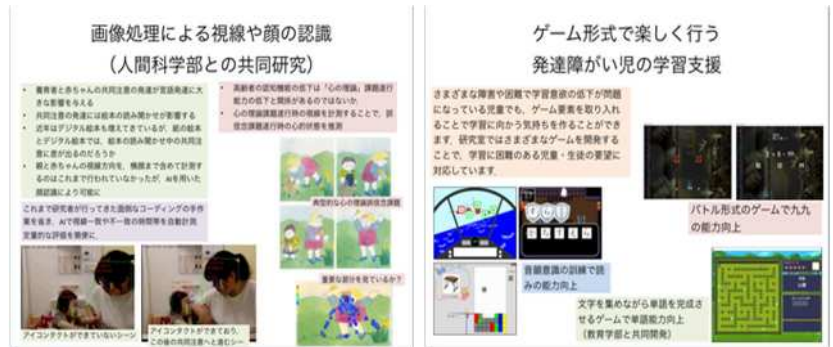 画像処理による視線や顔の認識
（人間科学部との共同研究）
• 養育者と赤ちゃんの共同注意の発達が言語発達に大
きな影響を与える
• 共同注意の発達には絵本の読み聞かせが影響する
• 近年はデジタル絵本も増えてきているが，紙の絵本
とデジタル絵本では，絵本の読み聞かせ中の共同注
意に差が出るのだろうか
• 親と赤ちゃんの視線方向を，機膜まで含めて計測す
るのはこれまで行われていなかったが，AIを用いた
顔認識により可能に
これまで研究者が行ってきた面倒なコーディングの手作
業を省き，AIで視線一致や不一致の時間等を自動計測．
定量的な評価を簡便に．
アイコンタクトができていないシーン
アイコンタクトができており，
この後の共同注意へと進むシー
• 高齢者の認知機能の低下は「心の理論」課題遂行
能力の低下と関係があるのではないか
• 心の理論課題遂行時の視線を計測することで，誤
信念課題遂行時の心的状態を推測
典型的な心の理論誤信念課題
重要な部分を見ているか？
ゲーム形式で楽しく行う
発達障がい児の学習支援
さまざまな障害や困難で学習意欲の低下が問題
になっている児童でも，ゲーム要素を取り入れ
ることで学習に向かう気持ちを作ることができ
ます．研究室ではさまざまなゲームを開発する
ことで，学習に困難のある児童・生徒の要望に
対応しています．
バトル形式のゲームで九九
の能力向上
音韻意識の訓練で読
みの能力向上
文字を集めながら単語を完成さ
せるゲームで単語能力向上
（教育学部と共同開発）